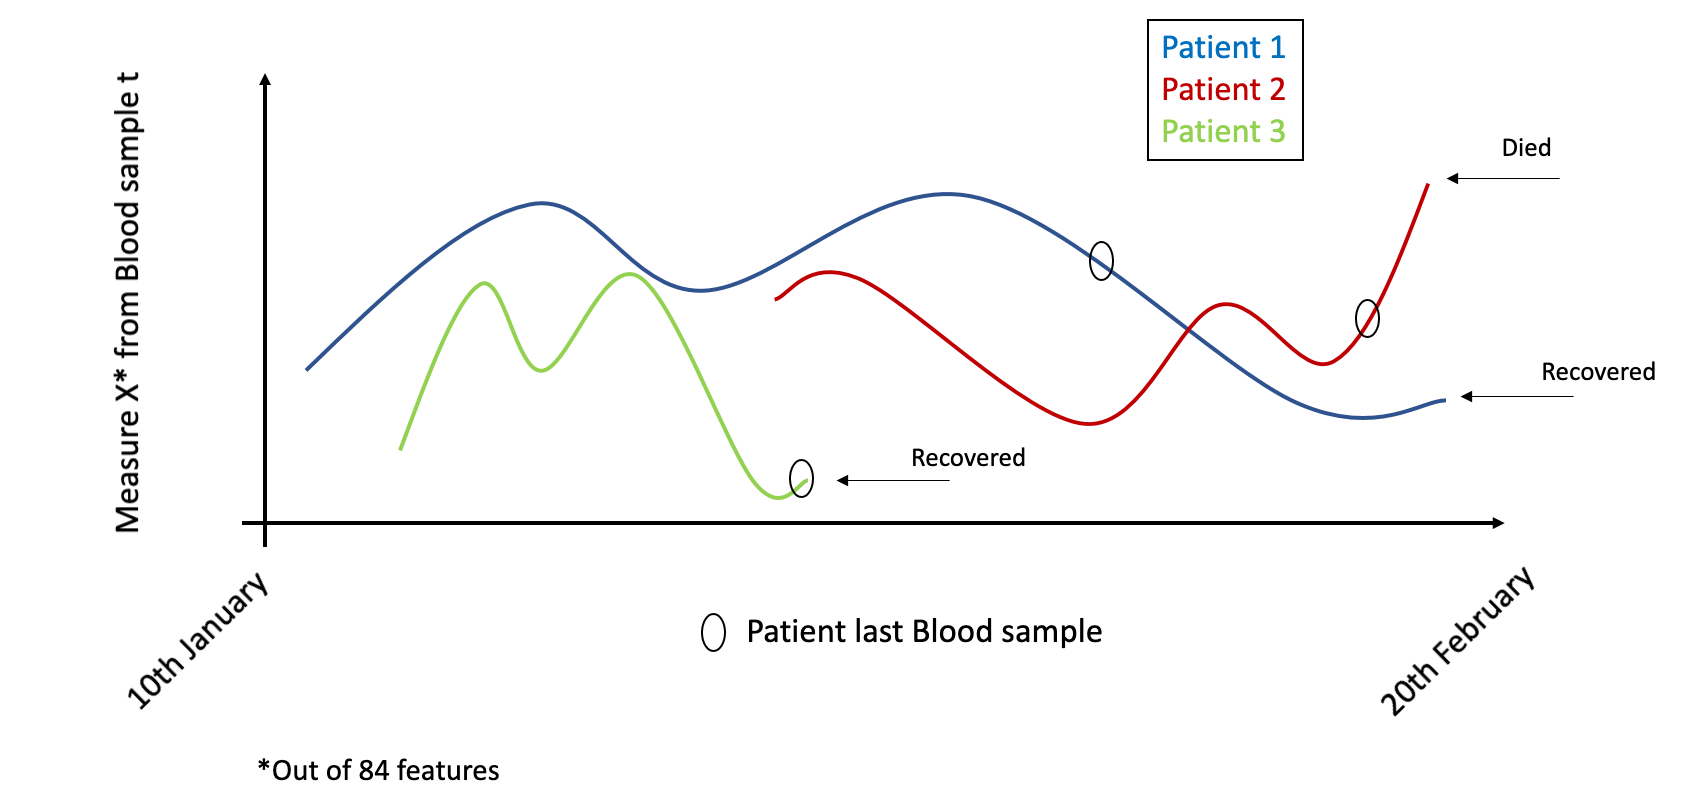 Patient 1
Patient 2
Patient 3
Measure X* from Blood sample t
Died
Recovered
Recovered
10th January
20th February
Patient last Blood sample
*Out of 84 features